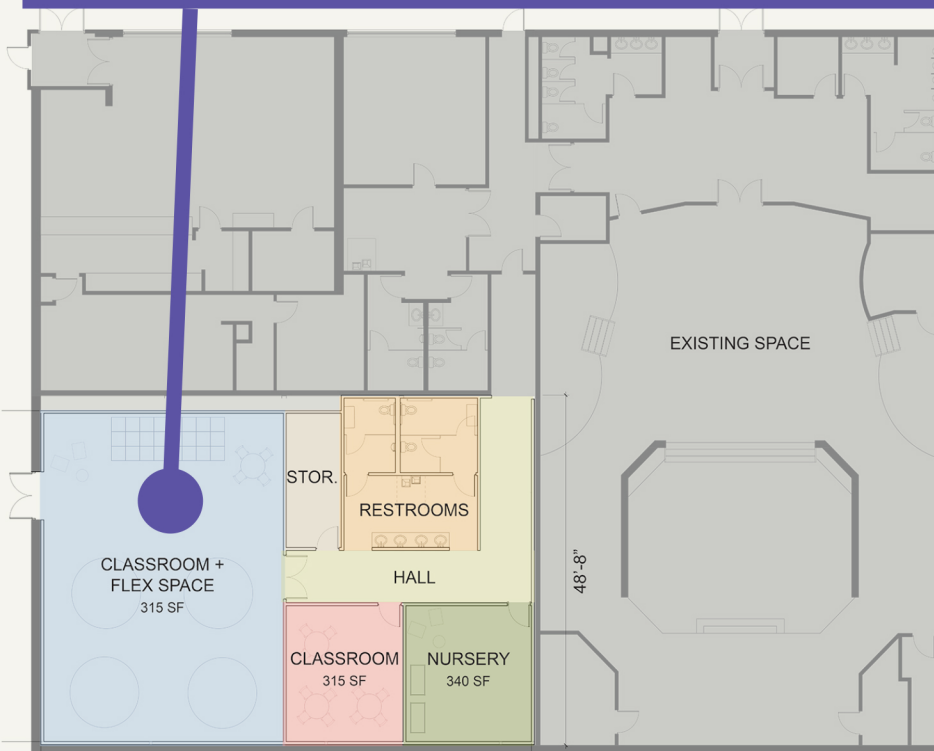 EXISTING SPACE
STOR.
RESTROOMS
CLASSROOM +
FLEX SPACE
315 SF
HALL
48'-8"
CLASSROOM
315 SF
NURSERY
340 SF